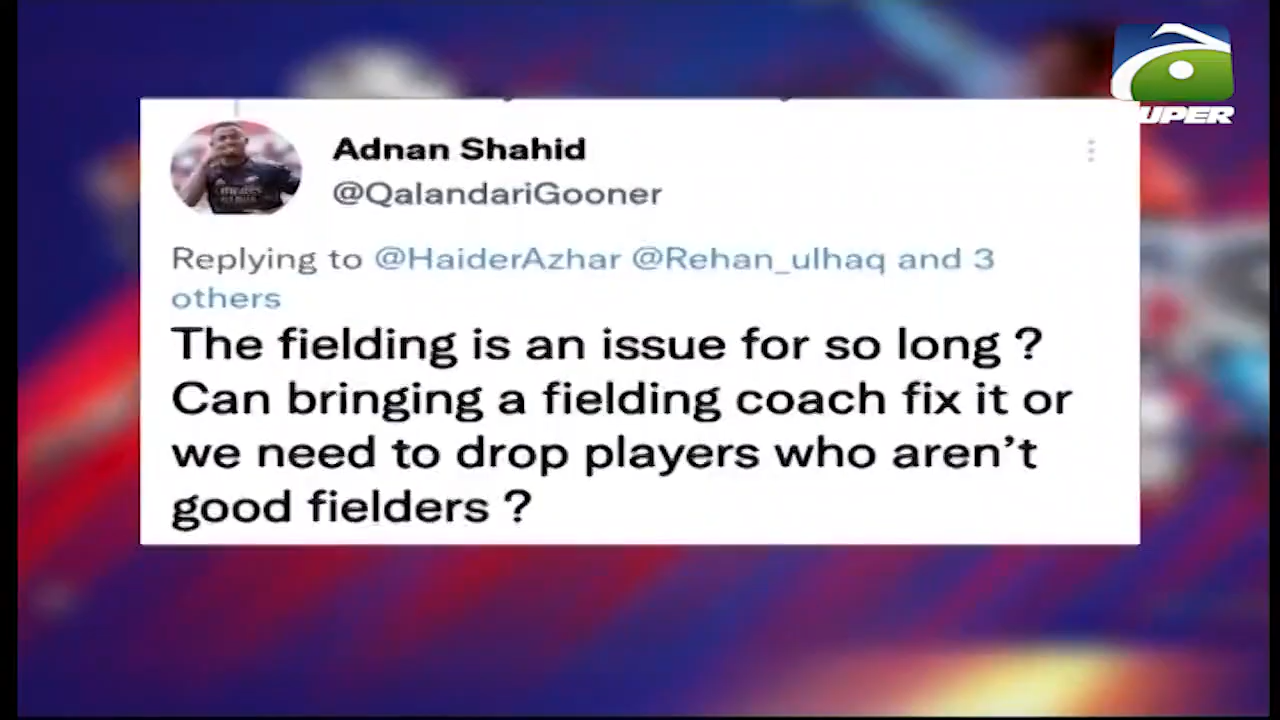 Adnan Shahid
@QalandariGooner
Replying to @HaiderAzhar @Rehan_ulhaq and 3
others
The fielding is an issue for so long ?
Can bringing a fielding coach fix it or
we need to drop players who aren't
good fielders ?